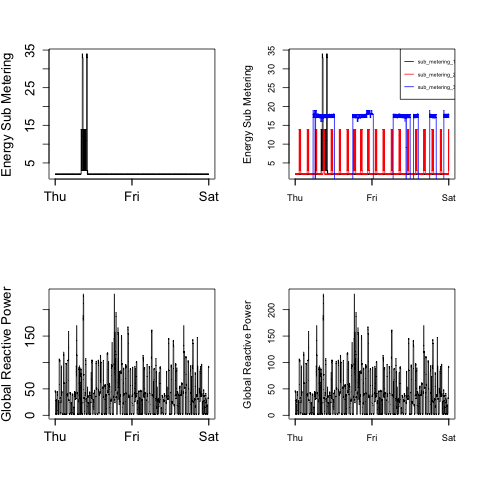 Energy Sub Metering
5
15
25
35
Thu
Fri
Sat
Energy Sub Metering
5
10
15
20
25
30
35
sub_metering_1
sub_metering_2
sub_metering_3
Thu
Fri
Sat
Global Reactive Power
0
50
150
Thu
Fri
Sat
Global Reactive Power
0
50
100
150
200
Thu
Fri
Sat